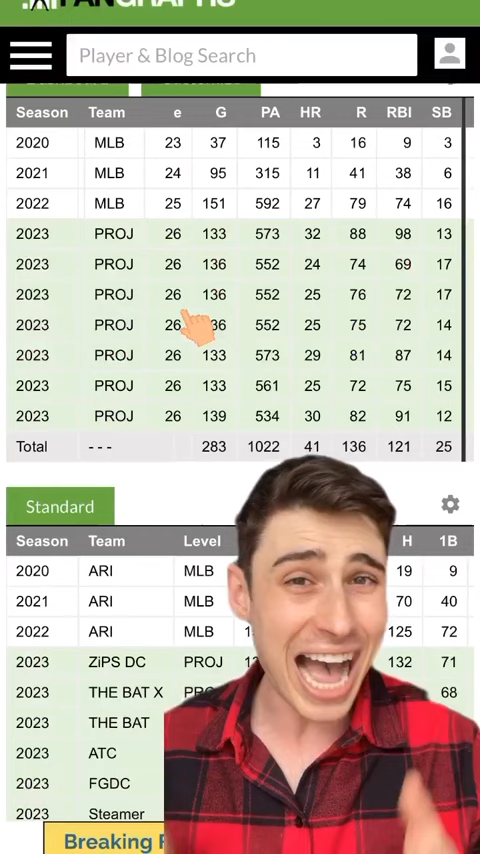 Player & Blog Search
Season Team e G PA HR R RBI SB
2020 MLB 23 37 115 3 16 9 3
2021 MLB 24 95 315 11 41 38 6
2022 MLB 25 151 592 27 79 74 16
2023 PROJ 26 133 573 32 88 98 13
2023 PROJ 26 136 552 24 74 69 17
2023 PROJ 26 136 552 25 76 72 17
2023 PROJ 26 36 552 25 75 72 14
2023 PROJ 26 133 573 29 81 87 14
2023 PROJ 26 133 561 25 72 75 15
2023 PROJ 26 139 534 30 82 91 12
Total - - - 283 1022 41 136 121 25
Standard
Season Team Level H 1B
2020 ARI MLB 19 9
2021 ARI MLB 70 40
2022 ARI MLB 125 72
2023 ZiPS DC PROJ 132 71
2023 THE BAT X 68
2023 THE BAT
2023 ATC
2023 FGDC
2023 Steamer
Breaking